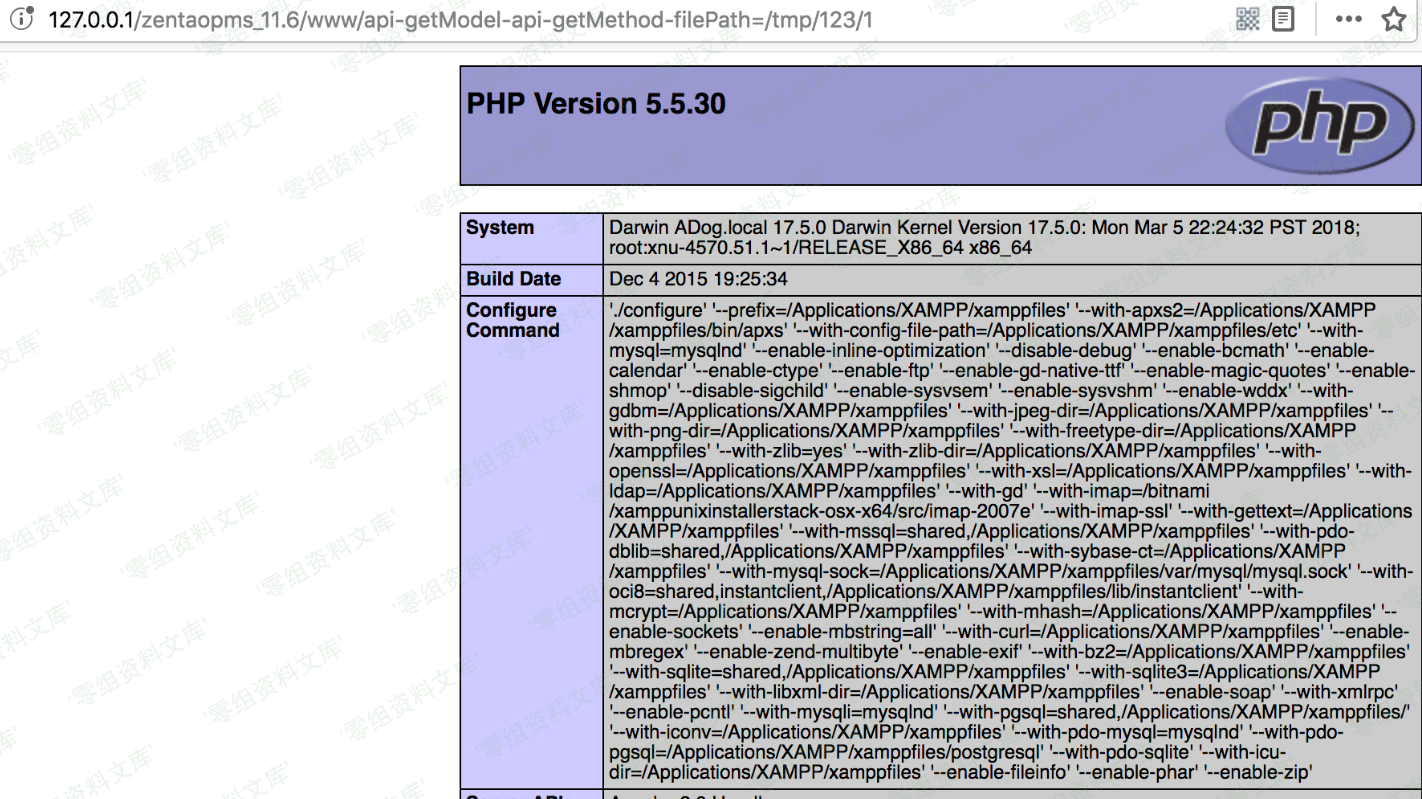 127.0.0.1/zentaopms_11.6/www/api-getModel-api-getMethod-filePath=/tmp/123/1
PHP Version 5.5.30
php
System
Darwin ADog.local 17.5.0 Darwin Kernel Version 17.5.0: Mon Mar 5 22:24:32 PST 2018;
root:xnu-4570.51.1~1/RELEASE_X86_64 x86_64
Build Date
Dec 4 2015 19:25:34
Configure
Command
'./configure' '--prefix=/Applications/XAMPP/xamppfiles' '--with-apxs2=/Applications/XAMPP
/xamppfiles/bin/apxs' '--with-config-file-path=/Applications/XAMPP/xamppfiles/etc' '--with-
mysql=mysqlnd' '--enable-inline-optimization' '--disable-debug' '--enable-bcmath' '--enable-
calendar' '--enable-ctype' '--enable-ftp' '--enable-gd-native-ttf' '--enable-magic-quotes' '--enable-
shmop' '--disable-sigchild' '--enable-sysvsem' '--enable-sysvshm' '--enable-wddx' '--with-
gdbm=/Applications/XAMPP/xamppfiles' '--with-jpeg-dir=/Applications/XAMPP/xamppfiles' '--
with-png-dir=/Applications/XAMPP/xamppfiles' '--with-freetype-dir=/Applications/XAMPP
/xamppfiles' '--with-zlib=yes' '--with-zlib-dir=/Applications/XAMPP/xamppfiles' '--with-
openssl=/Applications/XAMPP/xamppfiles' '--with-xsl=/Applications/XAMPP/xamppfiles' '--with-
ldap=/Applications/XAMPP/xamppfiles' '--with-gd' '--with-imap=/bitnami
/xamppunixinstallerstack-osx-x64/src/imap-2007e' '--with-imap-ssl' '--with-gettext=/Applications
/XAMPP/xamppfiles' '--with-mssql=shared,/Applications/XAMPP/xamppfiles' '--with-pdo-
dblib=shared,/Applications/XAMPP/xamppfiles' '--with-sybase-ct=/Applications/XAMPP
/xamppfiles' '--with-mysql-sock=/Applications/XAMPP/xamppfiles/var/mysql/mysql.sock' '--with-
oci8=shared,instantclient,/Applications/XAMPP/xamppfiles/lib/instantclient' '--with-
mcrypt=/Applications/XAMPP/xamppfiles' '--with-mhash=/Applications/XAMPP/xamppfiles' '--
enable-sockets' '--enable-mbstring=all' '--with-curl=/Applications/XAMPP/xamppfiles' '--enable-
mbregex' '--enable-zend-multibyte' '--enable-exif' '--with-bz2=/Applications/XAMPP/xamppfiles'
'--with-sqlite=shared,/Applications/XAMPP/xamppfiles' '--with-sqlite3=/Applications/XAMPP
/xamppfiles' '--with-libxml-dir=/Applications/XAMPP/xamppfiles' '--enable-soap' '--with-xmlrpc'
'--enable-pcntl' '--with-mysqli=mysqlnd' '--with-pgsql=shared,/Applications/XAMPP/xamppfiles/'
'--with-iconv=/Applications/XAMPP/xamppfiles' '--with-pdo-mysql=mysqlnd' '--with-pdo-
pgsql=/Applications/XAMPP/xamppfiles/postgresql' '--with-pdo-sqlite' '--with-icu-
dir=/Applications/XAMPP/xamppfiles' '--enable-fileinfo' '--enable-phar' '--enable-zip'
'零组资料文库'